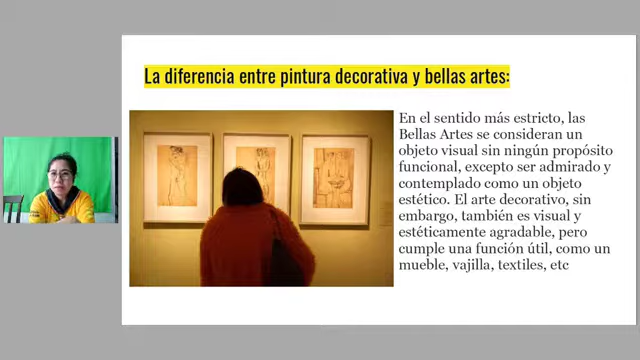 La diferencia entre pintura decorativa y bellas artes:
En el sentido más estricto, las
Bellas Artes se consideran un
objeto visual sin ningún propósito
funcional, excepto ser admirado y
contemplado como un objeto
estético. El arte decorativo, sin
embargo, también es visual y
estéticamente agradable, pero
cumple una función útil, como un
mueble, vajilla, textiles, etc